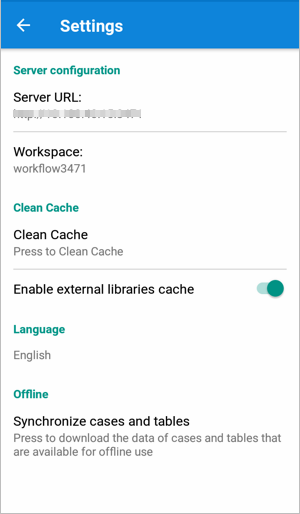 Settings
Server configuration
Server URL:
Workspace:
workflow3471
Clean Cache
Clean Cache
Press to Clean Cache
Enable external libraries cache
Language
English
Offline
Synchronize cases and tables
Press to download the data of cases and tables that
are available for offline use